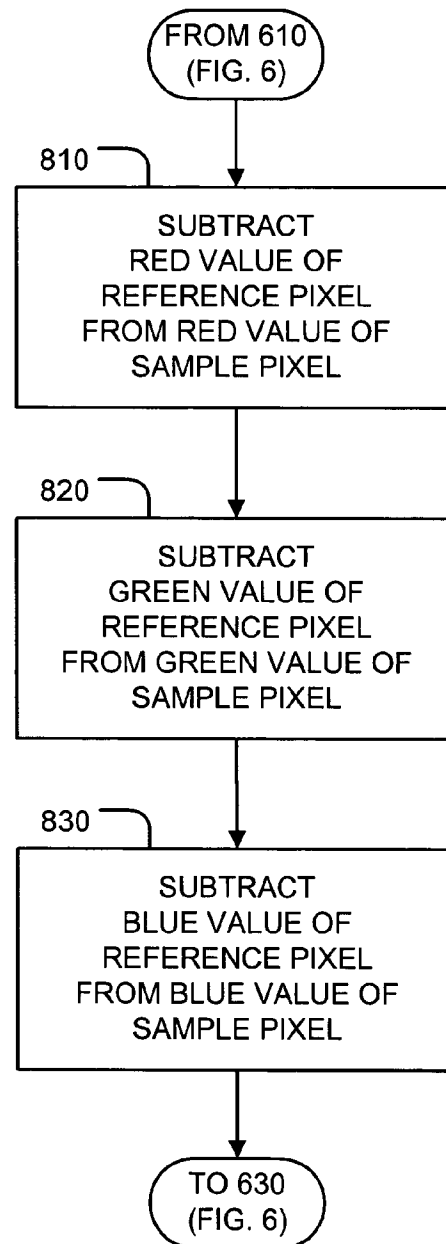 FROM 610
(FIG. 6)
810
SUBTRACT
RED VALUE OF
REFERENCE PIXEL
FROM RED VALUE OF
SAMPLE PIXEL
820
SUBTRACT
GREEN VALUE OF
REFERENCE PIXEL
FROM GREEN VALUE OF
SAMPLE PIXEL
830
SUBTRACT
BLUE VALUE OF
REFERENCE PIXEL
FROM BLUE VALUE OF
SAMPLE PIXEL
TO 630
(FIG. 6)